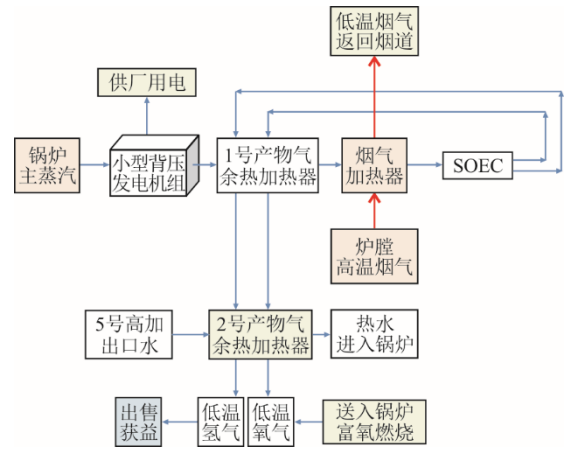 低温烟气
返回烟道
供厂用电
锅炉
主蒸汽
小型背压
发电机组
1号产物气
余热加热器
烟气
加热器
SOEC
炉膛
高温烟气
5号高加
出口水
2号产物气
余热加热器
热水
进入锅炉
出售
获益
低温
氢气
低温
氧气
送入锅炉
富氧燃烧